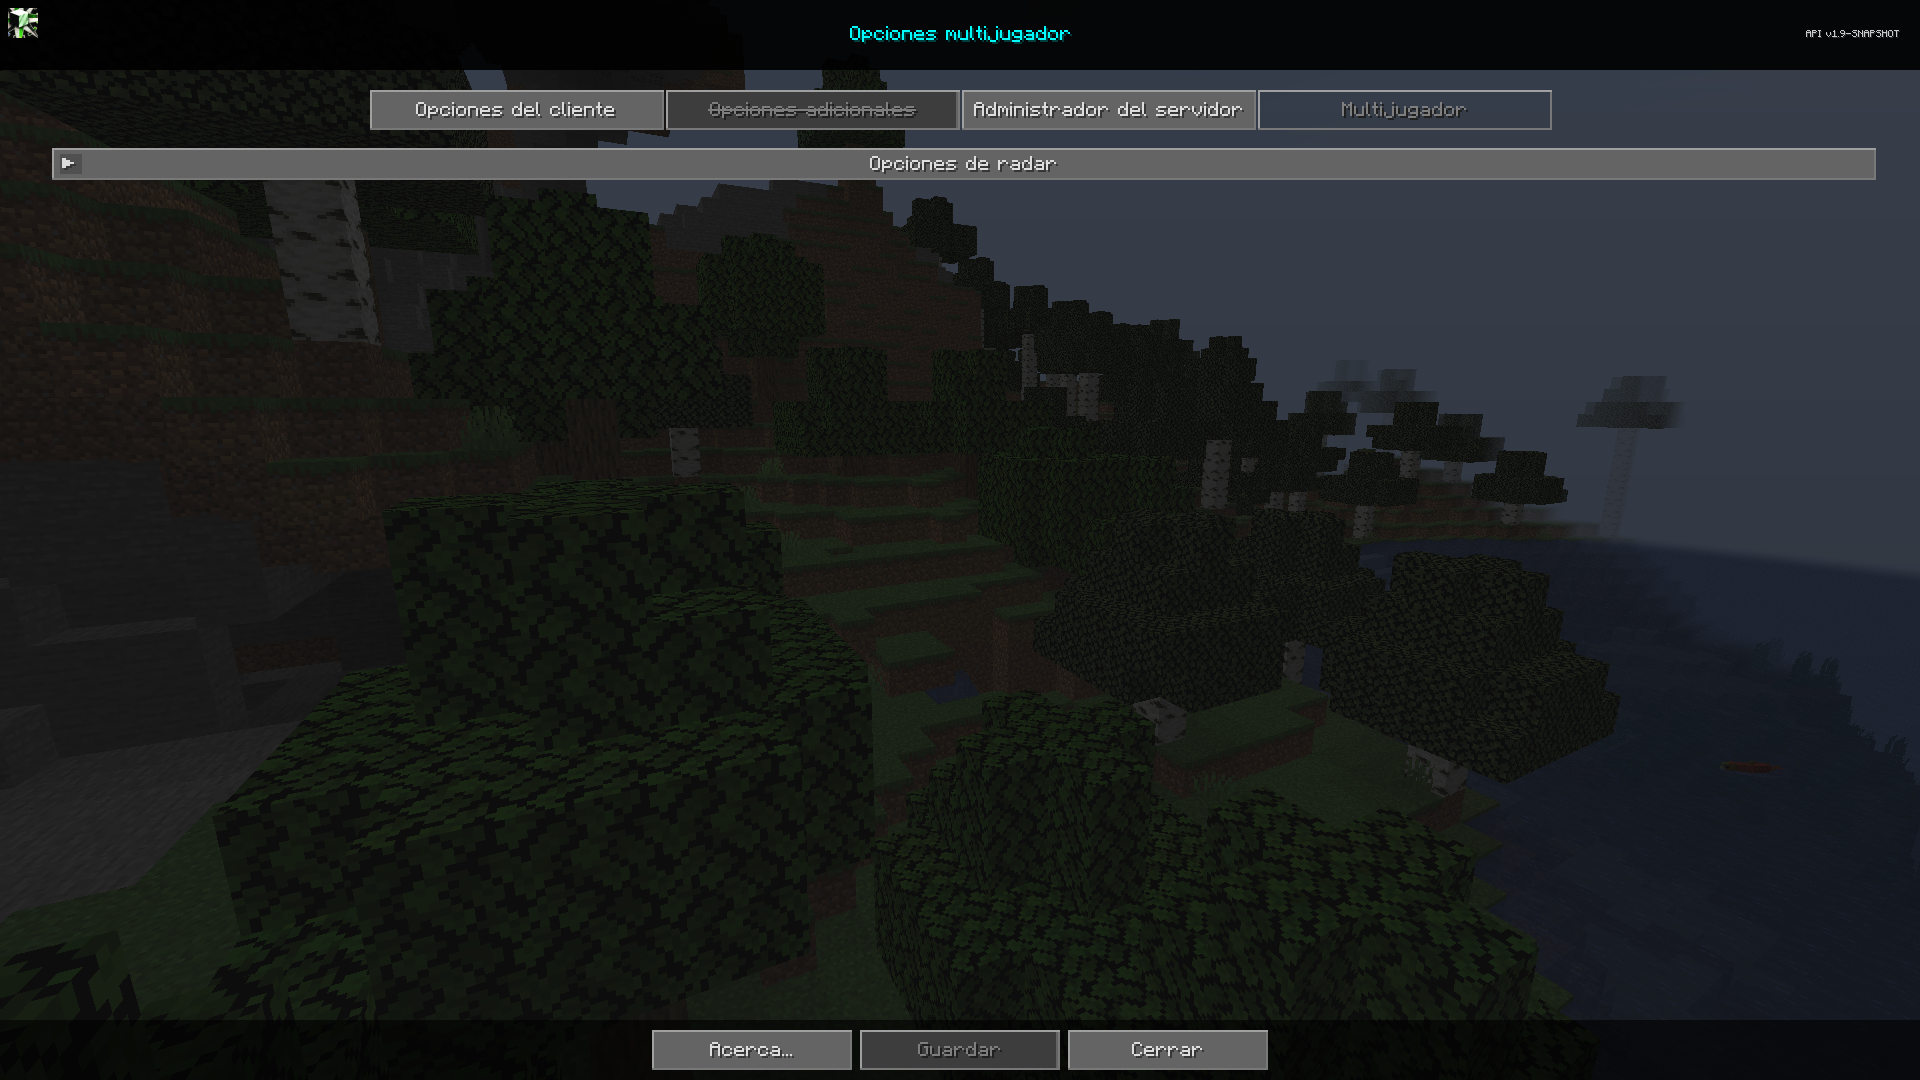 Opciones multijugador
API v1.9-SNAPSHOT
Opciones del cliente
Opciones adicionales
Administrador del servidor
Multijugador
Opciones de radar
Acerca...
Guardar
Cerrar